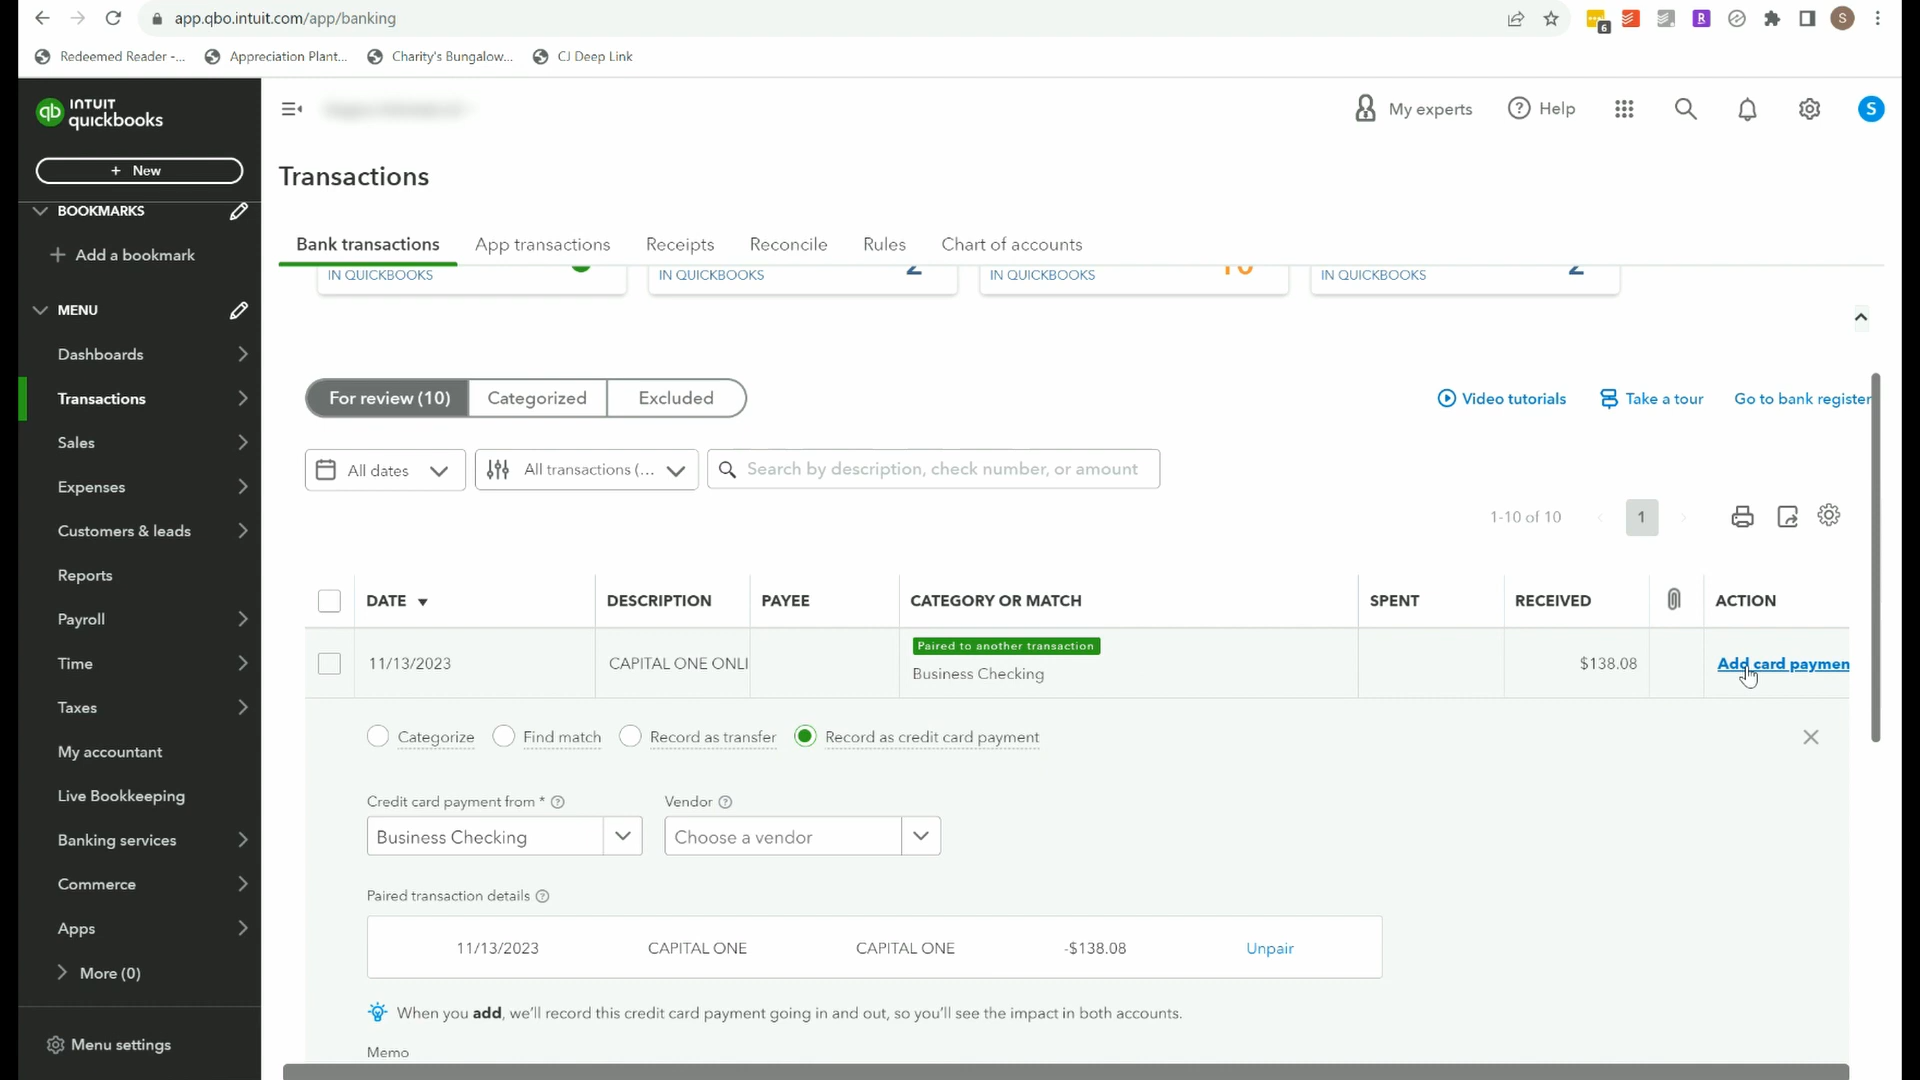 app.qbo.intuit.com/app/banking
6
S
Redeemed Reader -...
Appreciation Plant...
Charity's Bungalow...
CJ Deep Link
qb INTUIT quickbooks
My experts
Help
S
+ New
Transactions
BOOKMARKS
+ Add a bookmark
Bank transactions
App transactions
Receipts
Reconcile
Rules
Chart of accounts
IN QUICKBOOKS
IN QUICKBOOKS 2
IN QUICKBOOKS 10
IN QUICKBOOKS 2
MENU
Dashboards
Transactions
Sales
Expenses
Customers & leads
Reports
Payroll
Time
Taxes
My accountant
Live Bookkeeping
Banking services
Commerce
Apps
More (0)
Menu settings
For review (10)
Categorized
Excluded
Video tutorials
Take a tour
Go to bank register
All dates
All transactions (...
Search by description, check number, or amount
1-10 of 10
1
DATE
DESCRIPTION
PAYEE
CATEGORY OR MATCH
SPENT
RECEIVED
ACTION
11/13/2023
CAPITAL ONE ONLI
Paired to another transaction
Business Checking
$138.08
Add card paymen
Categorize
Find match
Record as transfer
Record as credit card payment
Credit card payment from *
Vendor
Business Checking
Choose a vendor
Paired transaction details
11/13/2023
CAPITAL ONE
CAPITAL ONE
-$138.08
Unpair
When you add, we'll record this credit card payment going in and out, so you'll see the impact in both accounts.
Memo